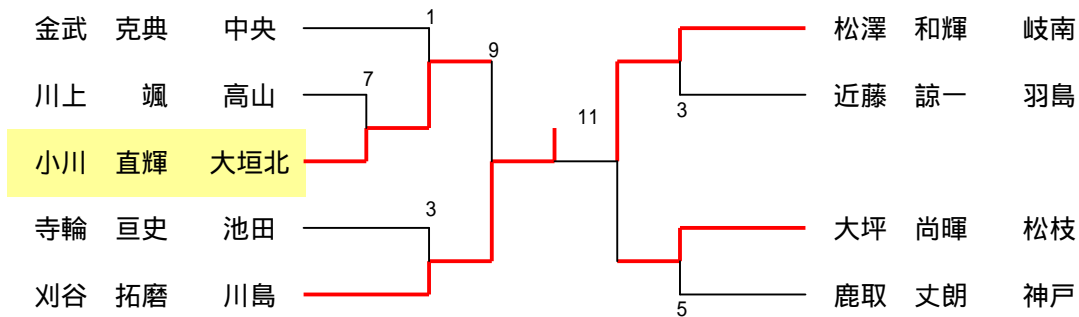 金武 克典 中央
川上 颯 高山
小川 直輝 大垣北
寺輪 亘史 池田
刈谷 拓磨 川島
1
7
9
3
11
松澤 和輝 岐南
近藤 諒一 羽島
3
大坪 尚暉 松枝
鹿取 丈朗 神戸
5